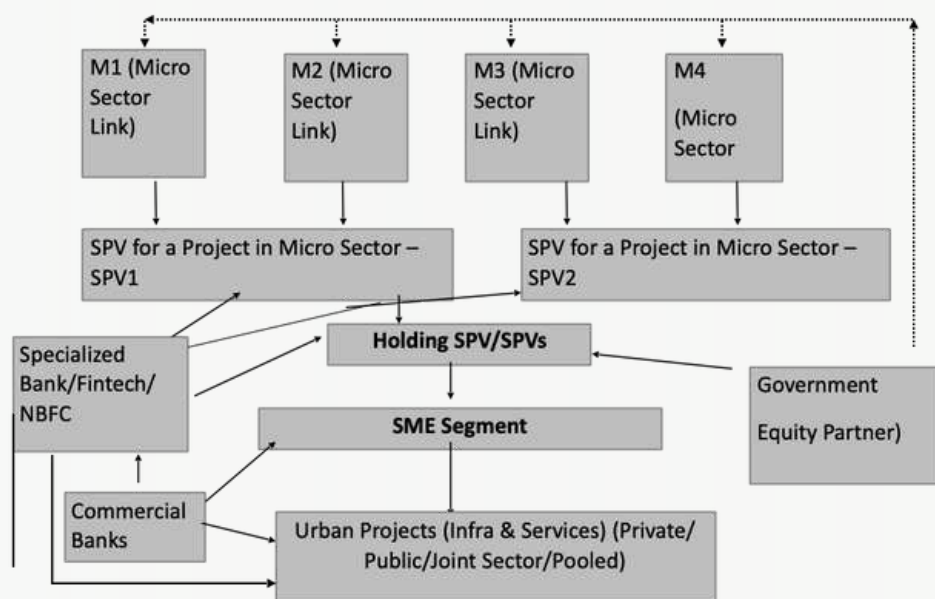 M1 (Micro
Sector
Link)
M2 (Micro
Sector
Link)
M3 (Micro
Sector
Link)
M4
(Micro
Sector
SPV for a Project in Micro Sector –
SPV1
SPV for a Project in Micro Sector –
SPV2
Holding SPV/SPVs
Specialized
Bank/Fintech/
NBFC
Government
Equity Partner)
SME Segment
Commercial
Banks
Urban Projects (Infra & Services) (Private/
Public/Joint Sector/Pooled)